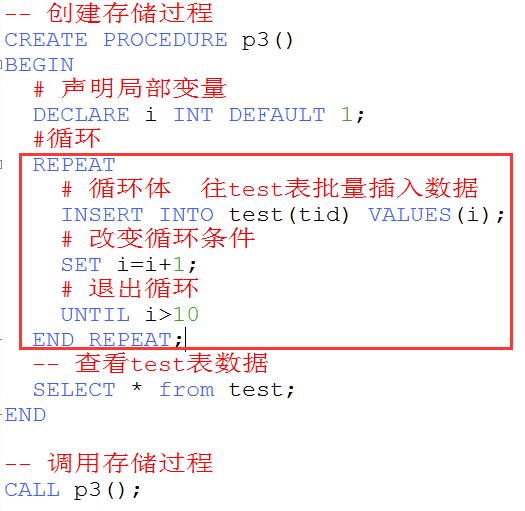 -- 创建存储过程
CREATE PROCEDURE p3()
BEGIN
# 声明局部变量
DECLARE i INT DEFAULT 1;
#循环
REPEAT
# 循环体  往test表批量插入数据
INSERT INTO test(tid) VALUES(i);
# 改变循环条件
SET i=i+1;
# 退出循环
UNTIL i>10
END REPEAT;
-- 查看test表数据
SELECT * from test;
END
-- 调用存储过程
CALL p3();